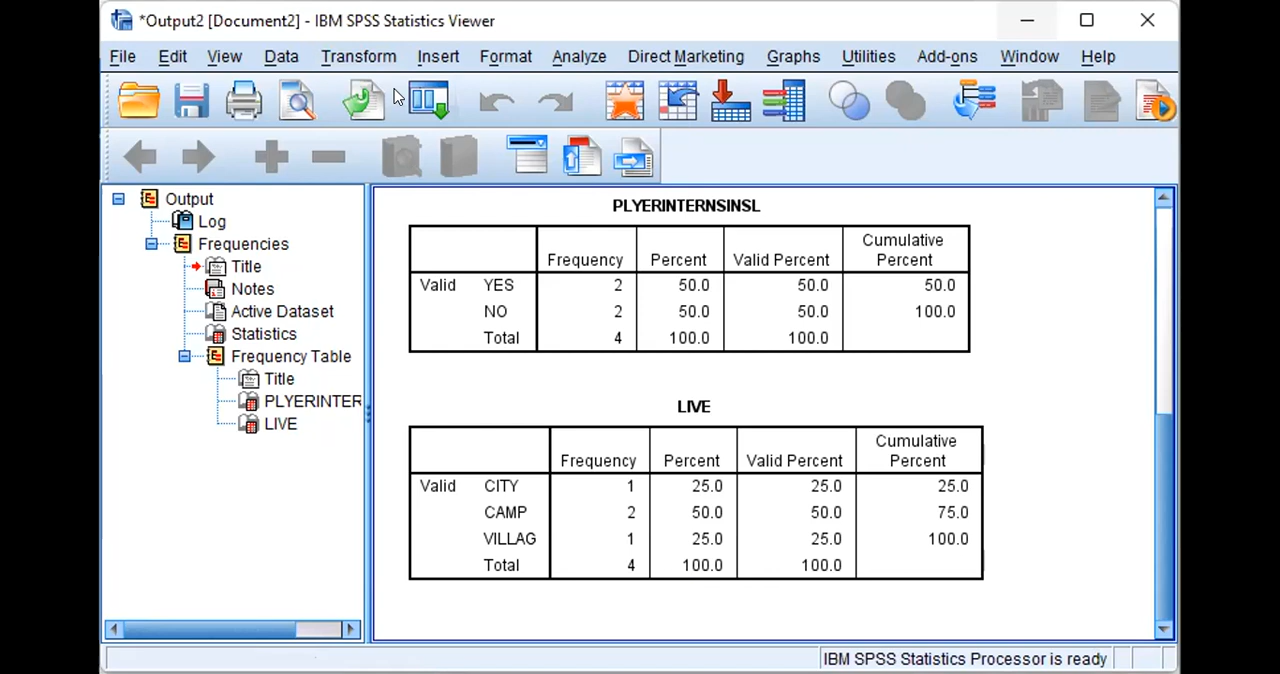 *Output2 [Document2] - IBM SPSS Statistics Viewer
File Edit View Data Transform Insert Format Analyze Direct Marketing Graphs Utilities Add-ons Window Help
Output
Log
Frequencies
Title
Notes
Active Dataset
Statistics
Frequency Table
Title
PLYERINTER
LIVE
PLYERINTERNSINSL
Frequency Percent Valid Percent Cumulative Percent
Valid YES 2 50.0 50.0 50.0
NO 2 50.0 50.0 100.0
Total 4 100.0 100.0
LIVE
Frequency Percent Valid Percent Cumulative Percent
Valid CITY 1 25.0 25.0 25.0
CAMP 2 50.0 50.0 75.0
VILLAG 1 25.0 25.0 100.0
Total 4 100.0 100.0
IBM SPSS Statistics Processor is ready